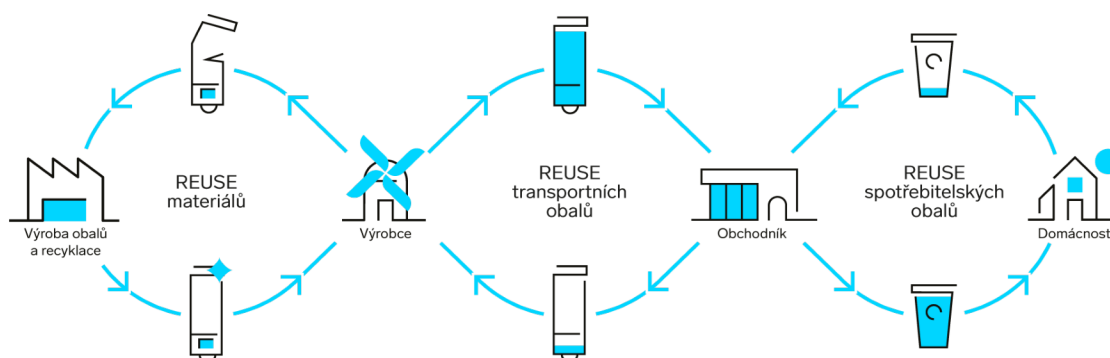 REUSE
materiálů
REUSE
transportních
obalů
REUSE
spotřebitelských
obalů
Výroba obalů
a recyklace
Výrobce
Obchodník
Domácnost